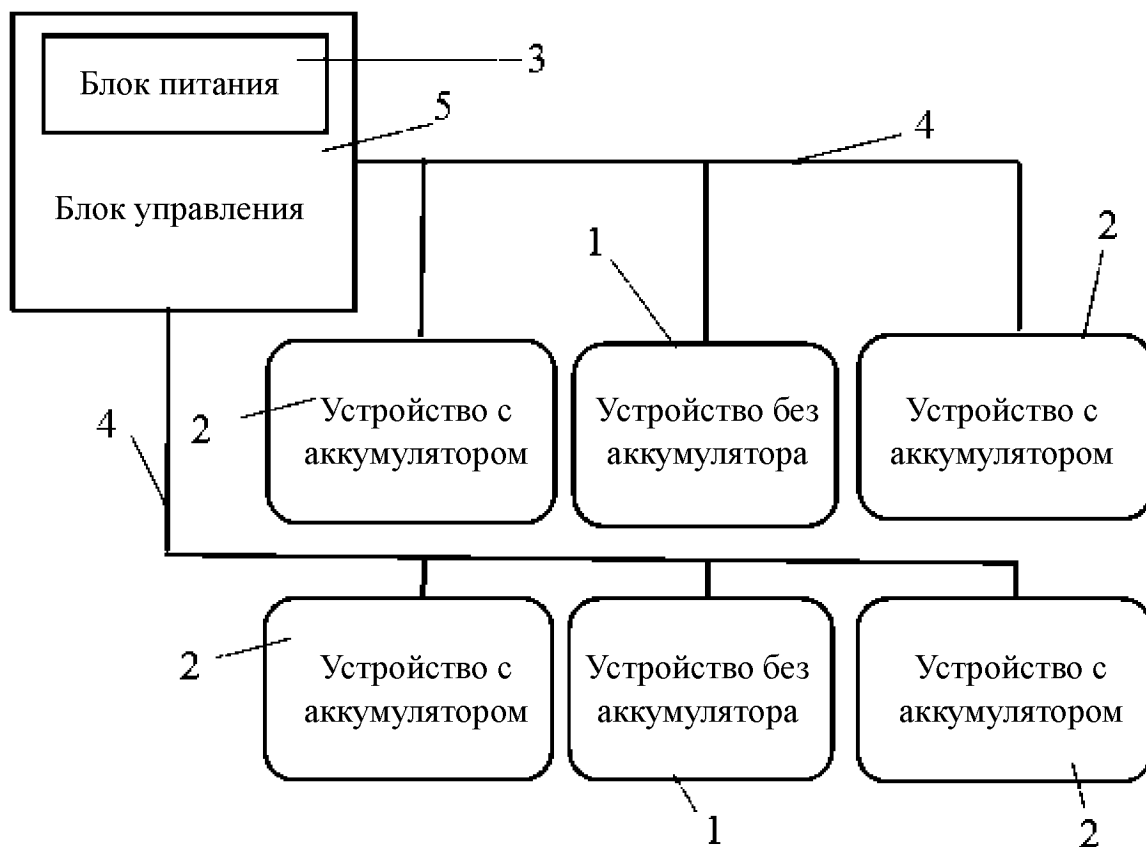 Блок питания
3
5
Блок управления
4
1
2
Устройство с
аккумулятором
2
Устройство без
аккумулятора
Устройство с
аккумулятором
4
2
Устройство с
аккумулятором
Устройство без
аккумулятора
Устройство с
аккумулятором
1
2